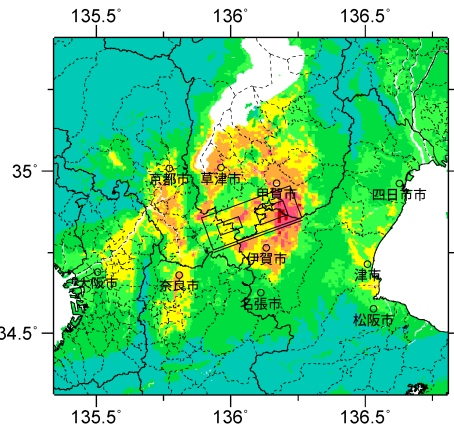 135.5° 136° 136.5°
35°
京都市 草津市
甲賀市 四日市市
伊賀市
大阪市 奈良市 津市
名張市
松阪市
34.5°
135.5° 136° 136.5°